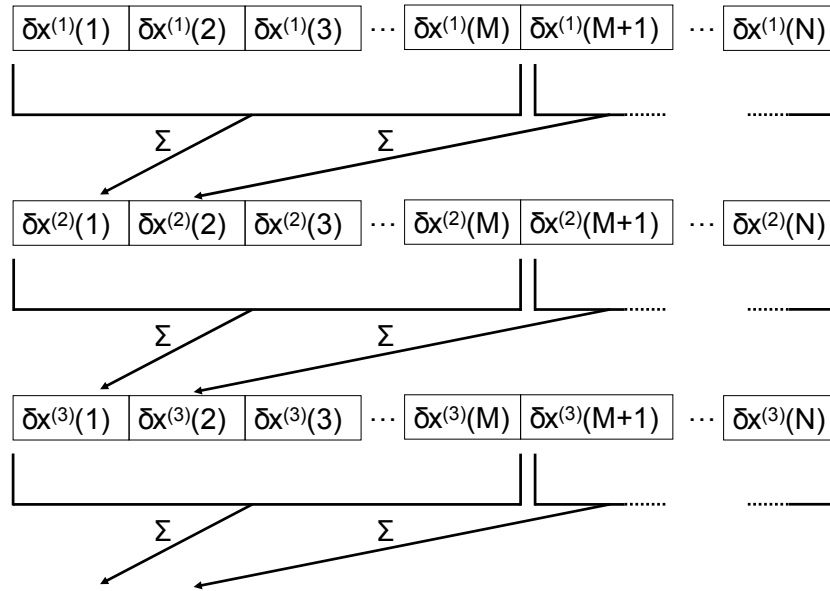 δx⁽¹⁾(1) δx⁽¹⁾(2) δx⁽¹⁾(3) ··· δx⁽¹⁾(M) δx⁽¹⁾(M+1) ··· δx⁽¹⁾(N)
Σ Σ
δx⁽²⁾(1) δx⁽²⁾(2) δx⁽²⁾(3) ··· δx⁽²⁾(M) δx⁽²⁾(M+1) ··· δx⁽²⁾(N)
Σ Σ
δx⁽³⁾(1) δx⁽³⁾(2) δx⁽³⁾(3) ··· δx⁽³⁾(M) δx⁽³⁾(M+1) ··· δx⁽³⁾(N)
Σ Σ